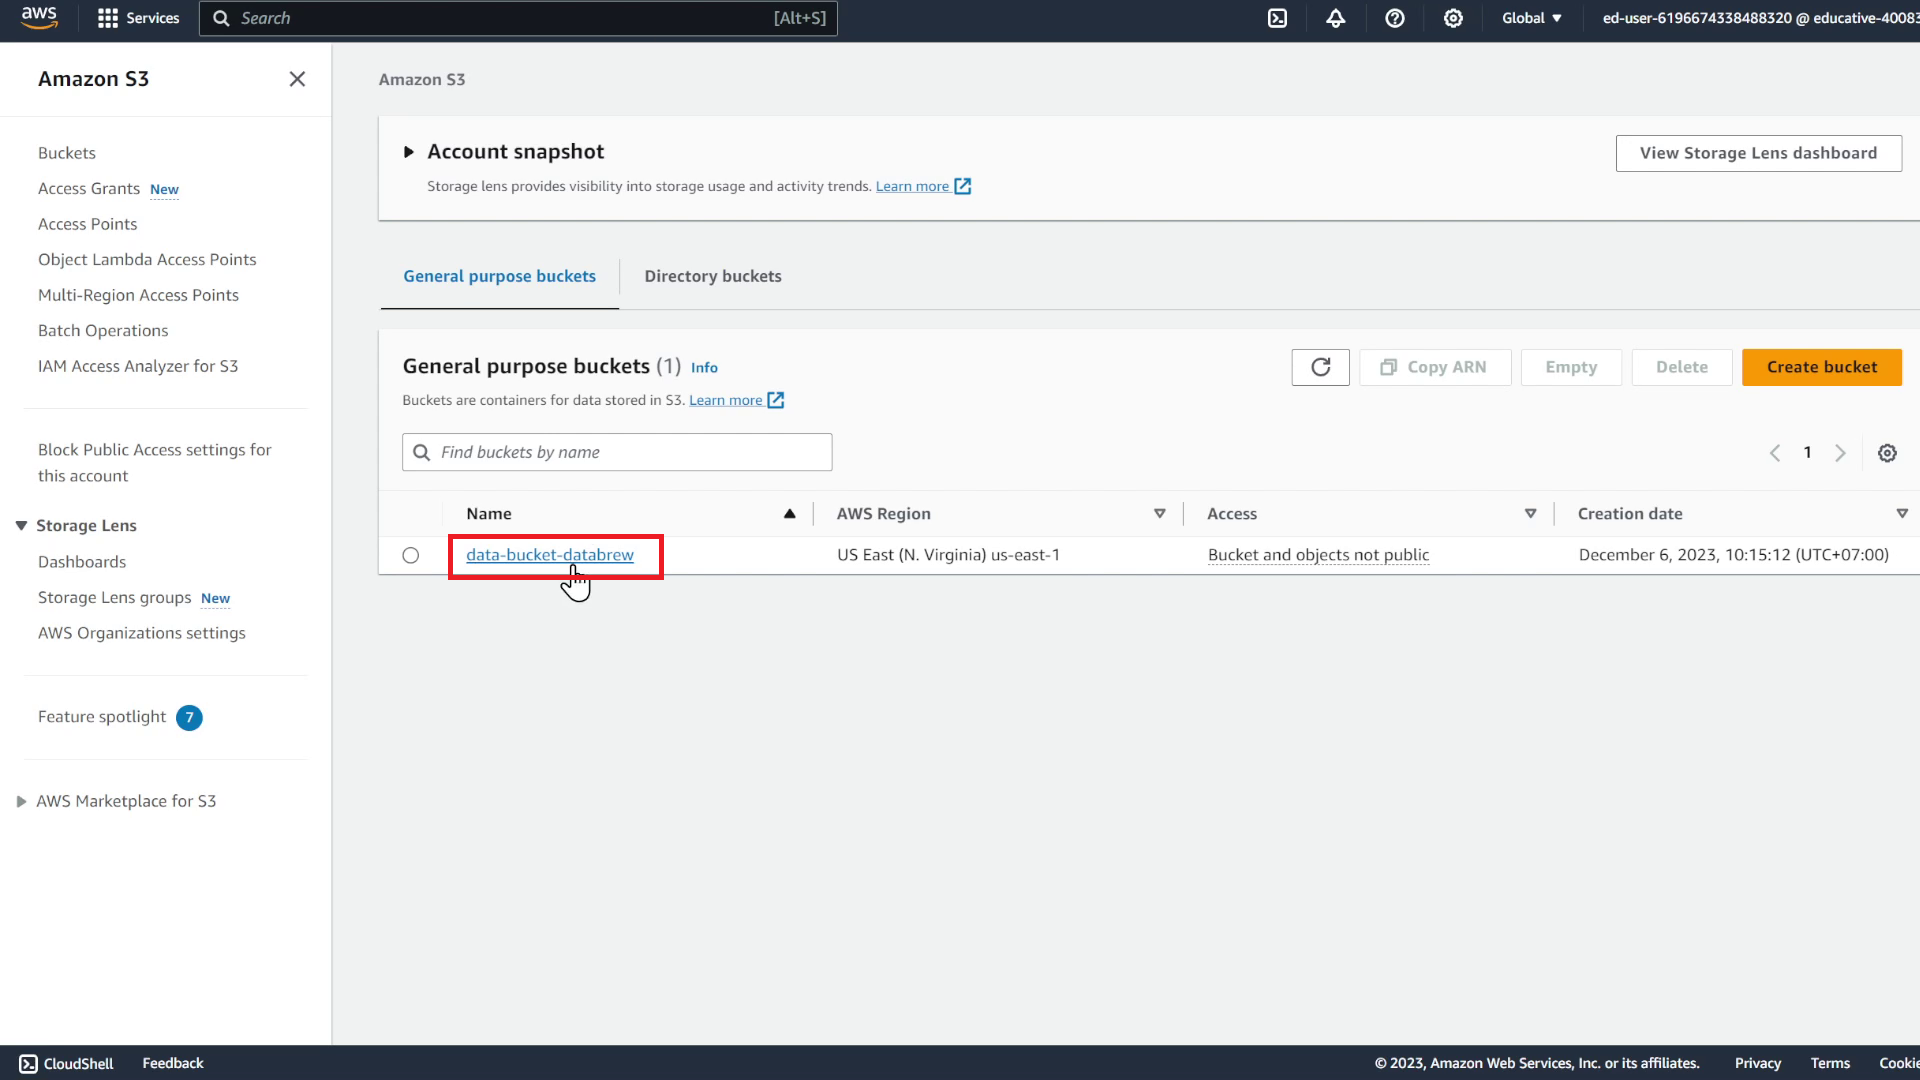 aws
Services
Search [Alt+S]
Global
ed-user-6196674338488320 @ educative-40083
Amazon S3
Buckets
Access Grants New
Access Points
Object Lambda Access Points
Multi-Region Access Points
Batch Operations
IAM Access Analyzer for S3
Block Public Access settings for
this account
Storage Lens
Dashboards
Storage Lens groups New
AWS Organizations settings
Feature spotlight 7
AWS Marketplace for S3
Amazon S3
Account snapshot
View Storage Lens dashboard
Storage lens provides visibility into storage usage and activity trends. Learn more
General purpose buckets
Directory buckets
General purpose buckets (1) Info
Copy ARN
Empty
Delete
Create bucket
Buckets are containers for data stored in S3. Learn more
Find buckets by name
1
Name AWS Region Access Creation date
data-bucket-databrew US East (N. Virginia) us-east-1 Bucket and objects not public December 6, 2023, 10:15:12 (UTC+07:00)
CloudShell Feedback
© 2023, Amazon Web Services, Inc. or its affiliates. Privacy Terms Cookie